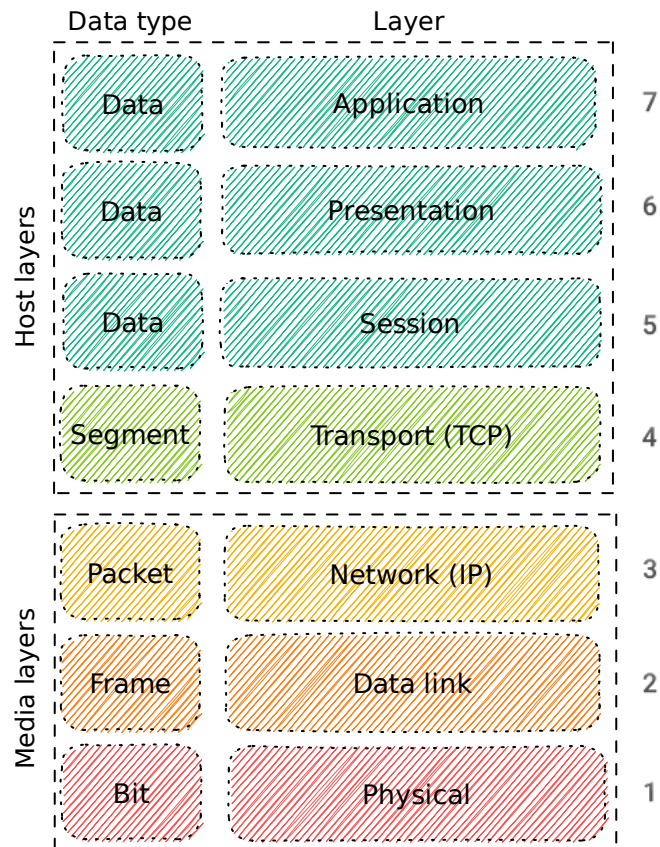 Data type Layer
Data Application 7
Data Presentation 6
Host layers
Data Session 5
Segment Transport (TCP) 4
Packet Network (IP) 3
Media layers
Frame Data link 2
Bit Physical 1